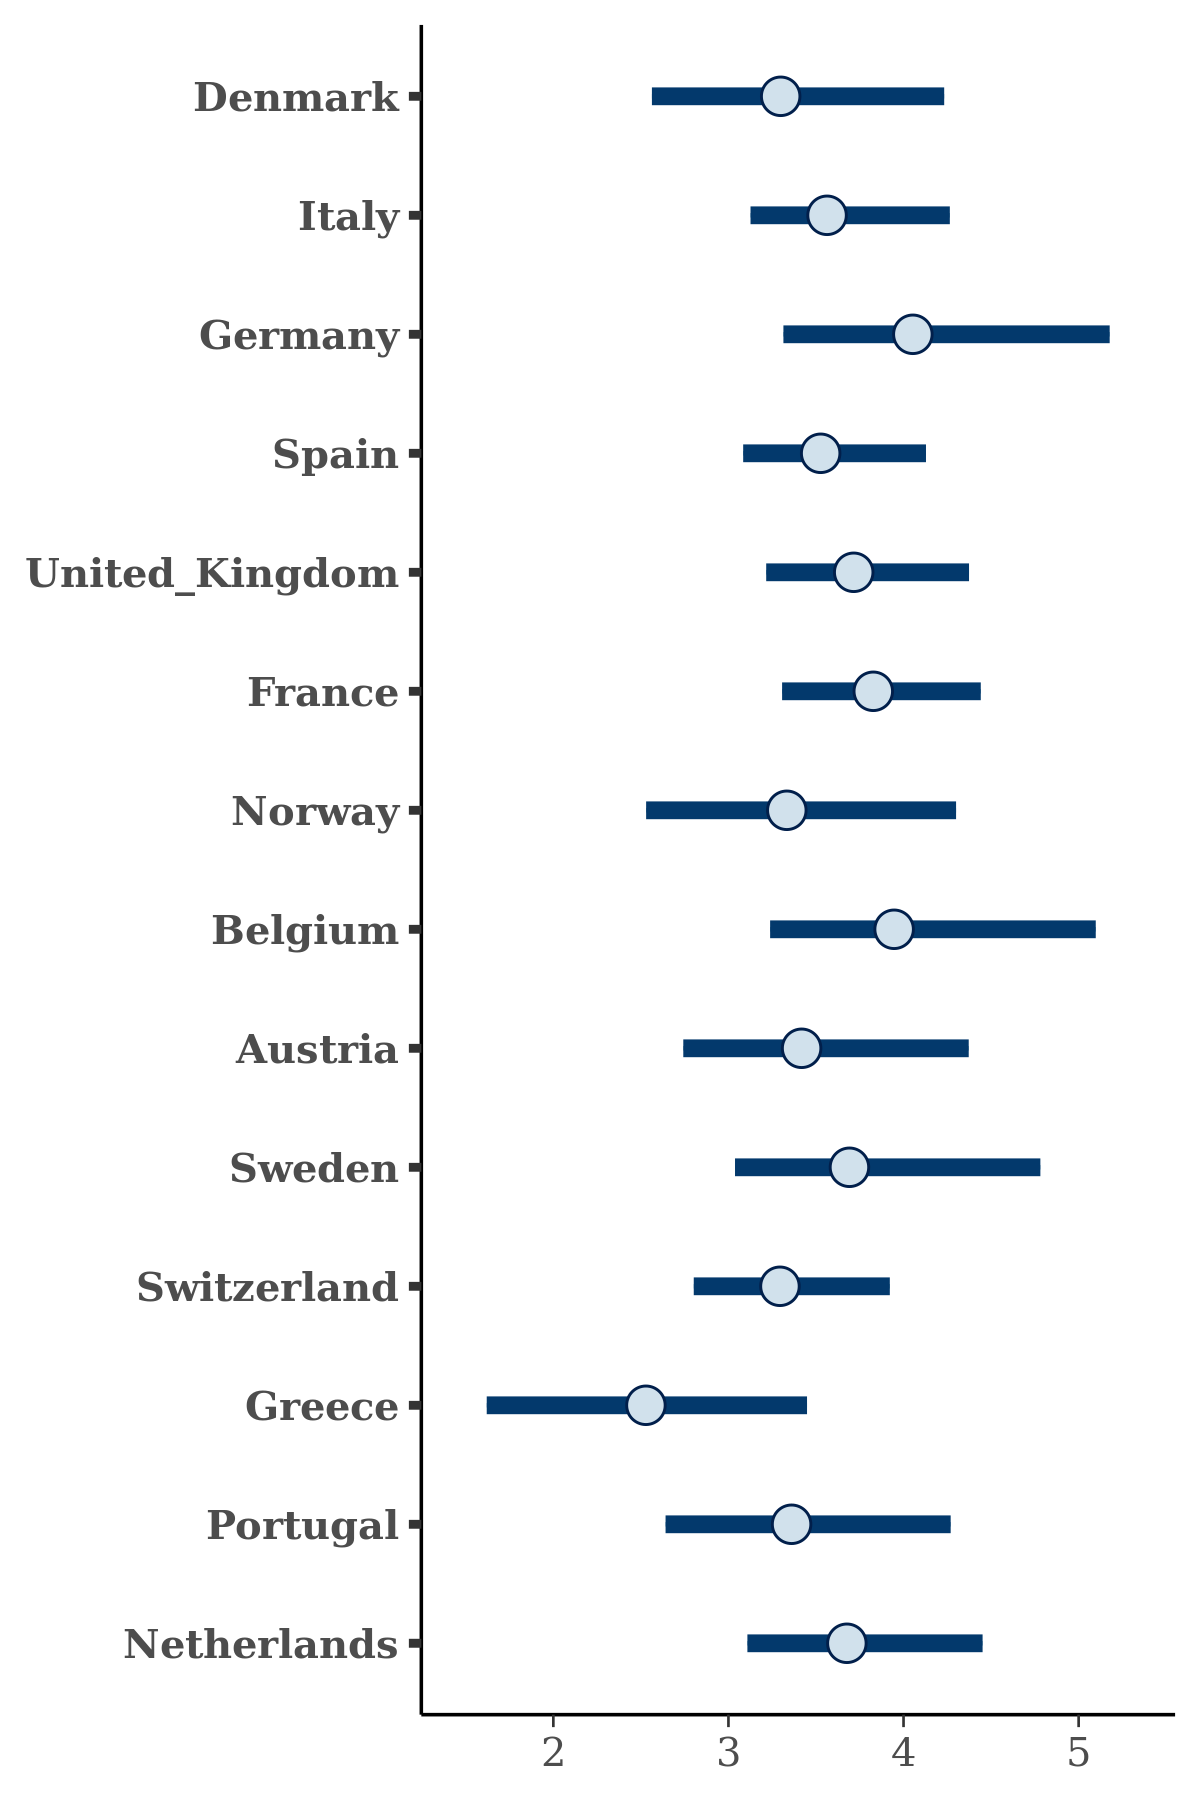 Denmark
Italy
Germany
Spain
United_Kingdom
France
Norway
Belgium
Austria
Sweden
Switzerland
Greece
Portugal
Netherlands
2 3 4 5